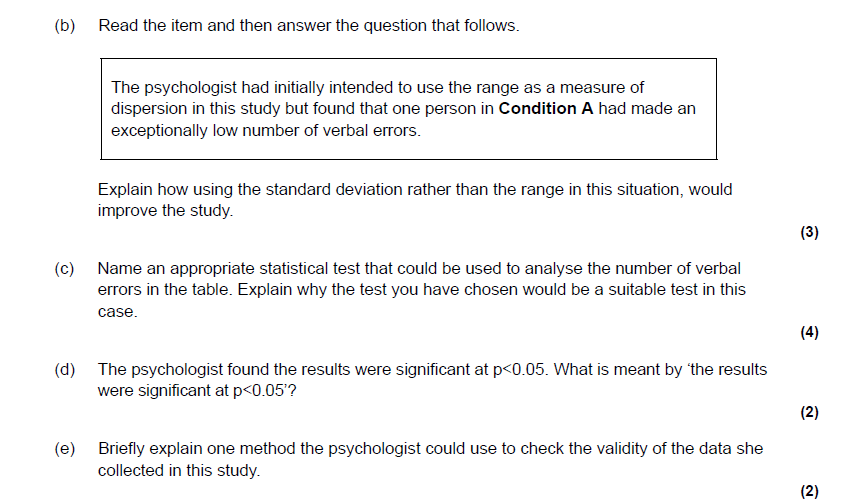 (b) Read the item and then answer the question that follows.
The psychologist had initially intended to use the range as a measure of
dispersion in this study but found that one person in Condition A had made an
exceptionally low number of verbal errors.
Explain how using the standard deviation rather than the range in this situation, would
improve the study.
(3)
(c) Name an appropriate statistical test that could be used to analyse the number of verbal
errors in the table. Explain why the test you have chosen would be a suitable test in this
case.
(4)
(d) The psychologist found the results were significant at p<0.05. What is meant by ‘the results
were significant at p<0.05’?
(2)
(e) Briefly explain one method the psychologist could use to check the validity of the data she
collected in this study.
(2)